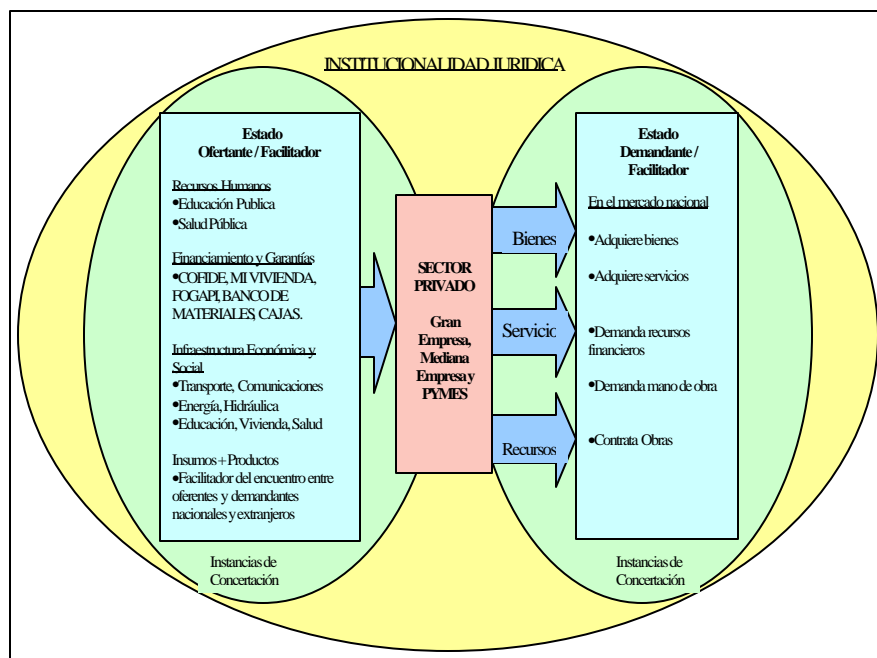 INSTITUCIONALIDAD JURIDICA
Estado
Ofertante / Facilitador
Recursos Humanos
•Educación Publica
•Salud Pública
Financiamiento y Garantías
•COFIDE, MI VIVIENDA,
FOGAPI, BANCO DE
MATERIALES, CAJAS.
Infraestructura Económica y
Social
•Transporte, Comunicaciones
•Energía, Hidráulica
•Educación, Vivienda, Salud
Insumos + Productos
•Facilitador del encuentro entre
oferentes y demandantes
nacionales y extranjeros
Instancias de
Concertación
SECTOR
PRIVADO
Gran
Empresa,
Mediana
Empresa y
PYMES
Bienes
Servicio
Recursos
Estado
Demandante /
Facilitador
En el mercado nacional
•Adquiere bienes
•Adquiere servicios
•Demanda recursos
financieros
•Demanda mano de obra
•Contrata Obras
Instancias de
Concertación